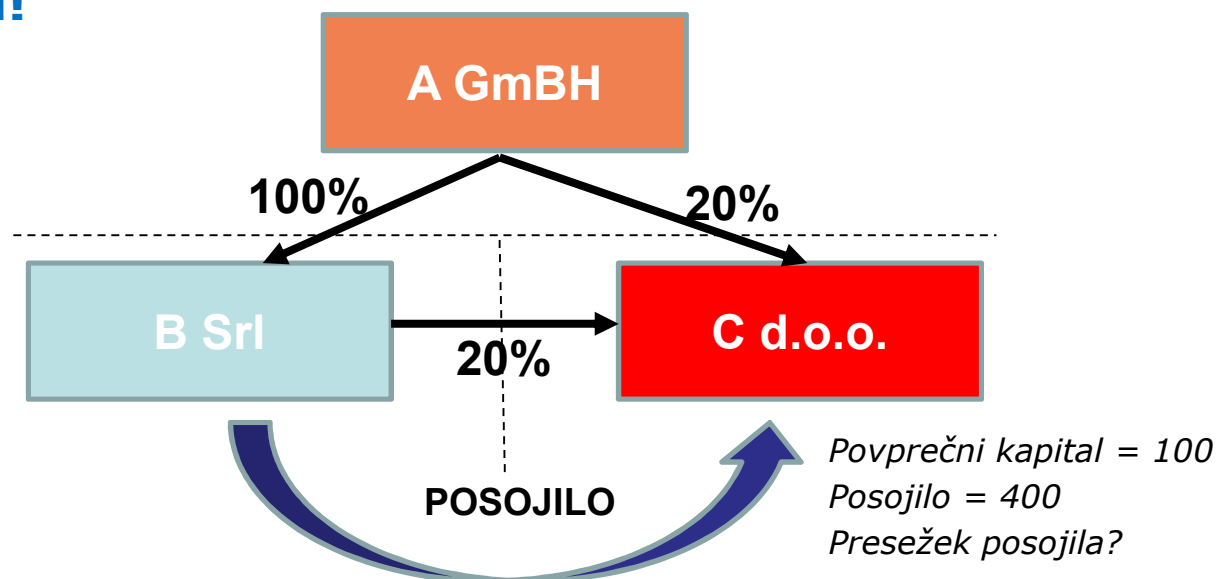 A GmBH
100%
20%
B Srl
20%
C d.o.o.
POSOJILO
Povprečni kapital = 100
Posojilo = 400
Presežek posojila?